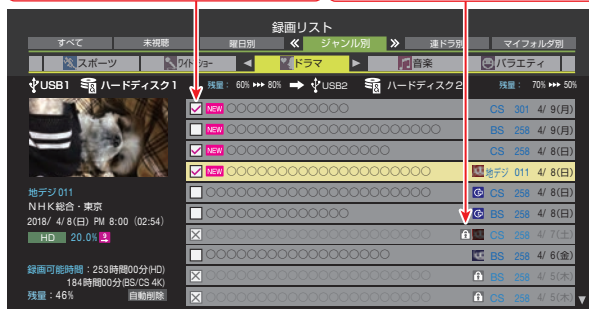 録画リスト
すべて 未視聴 曜日別 ジャンル別 連ドラ別 マイフォルダ別
スポーツ ワイドショー ドラマ 音楽 バラエティ
USB1 ハードディスク1 残量: 60% 80% USB2 ハードディスク2 残量: 70% 50%
NEW ○○○○○○○○○○○○ CS 301 4/ 9(月)
NEW ○○○○○○○○○○○○○○○○○○○○○ BS 258 4/ 9(月)
NEW ○○○○○○○○○○○○○○○○ CS 258 4/ 8(日)
NEW ○○○○○○○○○○○○○○○○○○○○ 地デジ 011 4/ 8(日)
○○○○○○○○○○○○○○○○○○○○ CS 258 4/ 8(日)
○○○○○○○○○○○○ BS 258 4/ 8(日)
○○○○○○○○○○○○○○○○○○○○ CS 258 4/ 7(土)
○○○○○○○○○○○○○○○○○○○○ BS 258 4/ 6(金)
○○○○○○○○○○○○○○○○○○○○ BS 258 4/ 5(木)
○○○○○○○○○○○○○○○○○○○○ CS 258 4/ 5(木)
地デジ 011
NHK総合・東京
2018/ 4/ 8(日) PM 8:00 (02:54)
HD 20.0%
録画可能時間:253時間00分(HD)
184時間00分(BS/CS 4K)
残量:46% 自動削除